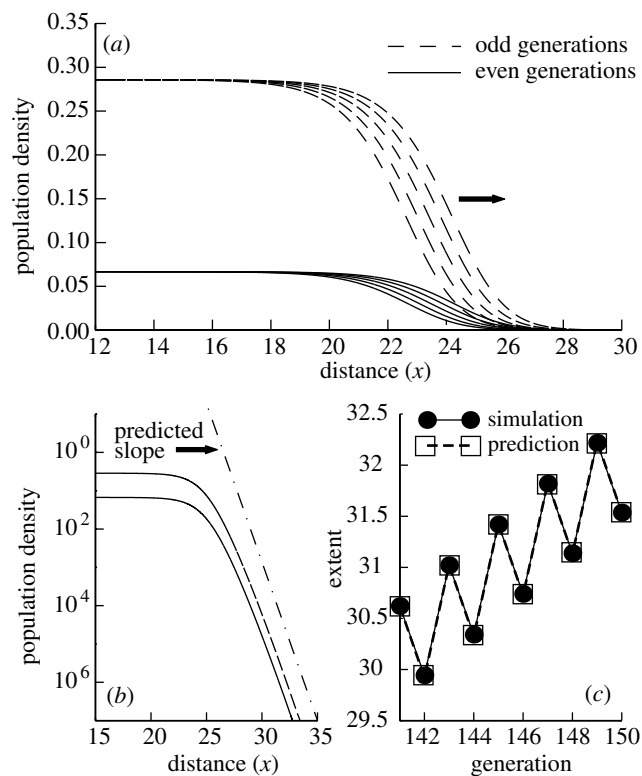 (a)
odd generations
even generations
0.35
0.30
0.25
0.20
0.15
0.10
0.05
0.00
population density
12 14 16 18 20 22 24 26 28 30
distance (x)
predicted
slope
10^0
10^2
10^4
10^6
population density
(b)
15 20 25 30 35
distance (x)
simulation
prediction
32.5
32
31.5
31
30.5
30
29.5
extent
(c)
142 144 146 148 150
generation